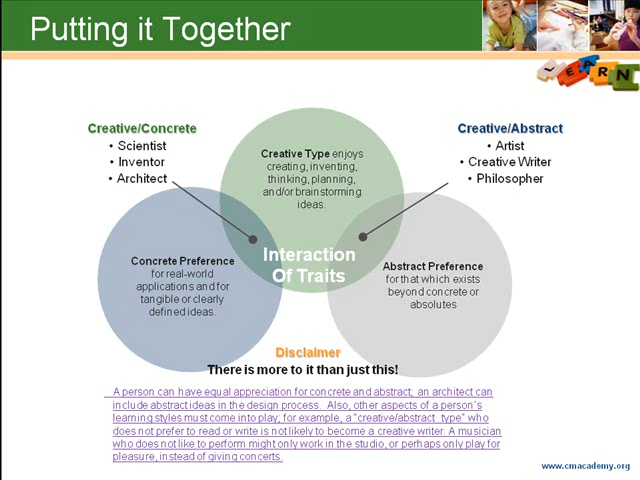 Putting it Together
LEARN
Creative/Concrete
• Scientist
• Inventor
• Architect
Creative Type enjoys
creating, inventing,
thinking, planning,
and/or brainstorming
ideas.
Creative/Abstract
• Artist
• Creative Writer
• Philosopher
Concrete Preference
for real-world
applications and for
tangible or clearly
defined ideas.
Interaction
Of Traits
Abstract Preference
for that which exists
beyond concrete or
absolutes
Disclaimer
There is more to it than just this!
A person can have equal appreciation for concrete and abstract; an architect can
include abstract ideas in the design process. Also, other aspects of a person's
learning styles must come into play; for example, a "creative/abstract type" who
does not prefer to read or write is not likely to become a creative writer. A musician
who does not like to perform might only work in the studio, or perhaps only play for
pleasure, instead of giving concerts.
www.cmacademy.org